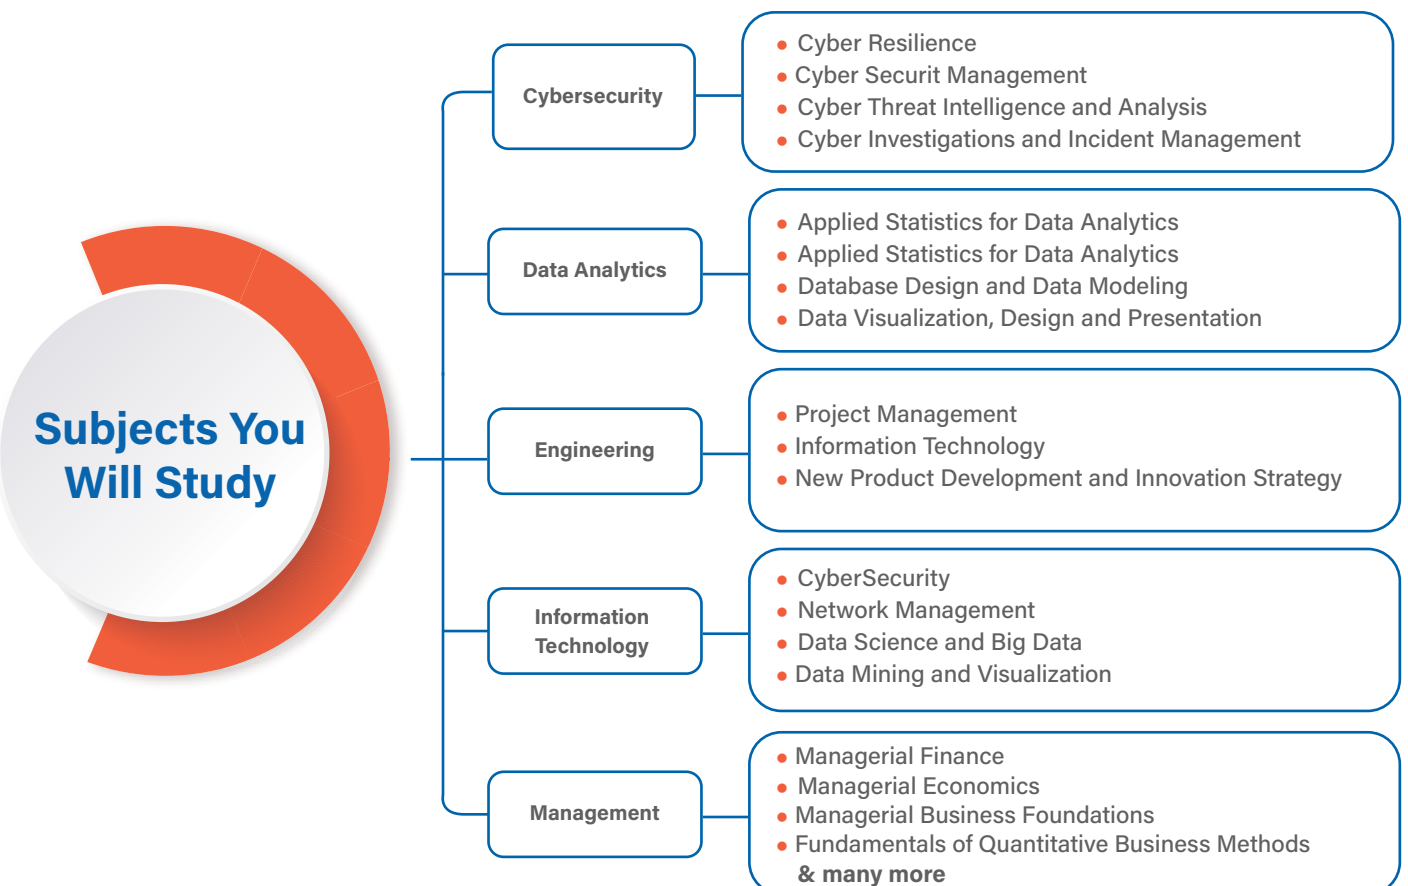 Subjects You
Will Study
Cybersecurity
Cyber Resilience
Cyber Securit Management
Cyber Threat Intelligence and Analysis
Cyber Investigations and Incident Management
Data Analytics
Applied Statistics for Data Analytics
Applied Statistics for Data Analytics
Database Design and Data Modeling
Data Visualization, Design and Presentation
Engineering
Project Management
Information Technology
New Product Development and Innovation Strategy
Information
Technology
CyberSecurity
Network Management
Data Science and Big Data
Data Mining and Visualization
Management
Managerial Finance
Managerial Economics
Managerial Business Foundations
Fundamentals of Quantitative Business Methods
& many more